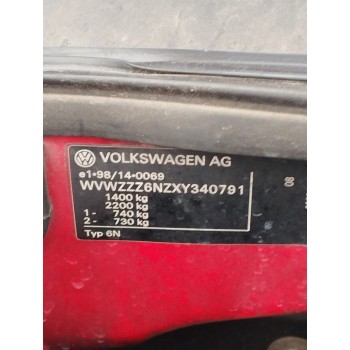 VOLKSWAGEN AG
e1*98/14*0069
WVWZZZ6NZXY340791
1400 kg
2200 kg
1- 740 kg
2- 730 kg
Typ 6N